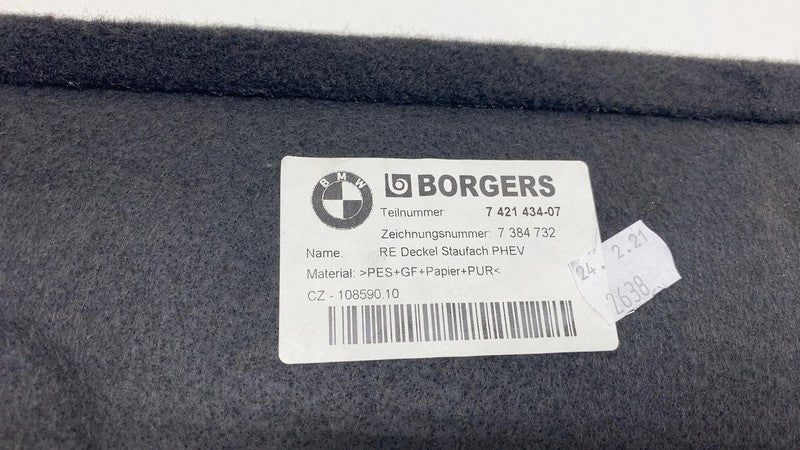 BMW
BORGERS
Teilnummer 7 421 434-07
Zeichnungsnummer: 7 384 732
Name: RE Deckel Staufach PHEV
Material: >PES+GF+Papier+PUR<
CZ - 108590.10
24. 2.21
2638